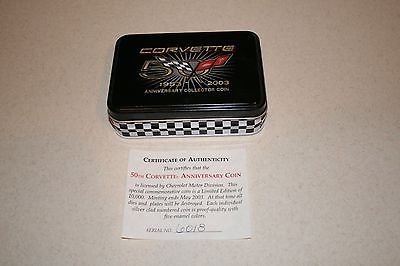 CORVETTE
50
1953 2003
ANNIVERSARY COLLECTOR COIN
CERTIFICATE OF AUTHENTICITY
This certifies that the
50TH CORVETTE® ANNIVERSARY COIN
is licensed by Chevrolet Motor Division. This
special commemorative coin is a Limited Edition of
10,000. Minting ends May 2003. At that time all
dies and plates will be destroyed. Each individual
silver clad numbered coin is proof-quality with
five-enamel colors.
SERIAL NO. 6018